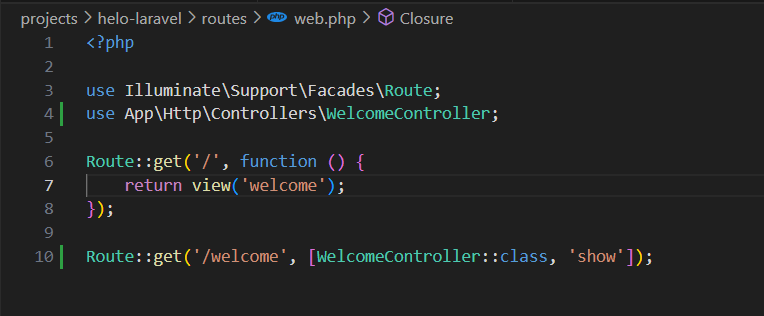 projects > helo-laravel > routes > web.php > Closure
1 <?php
2
3 use Illuminate\Support\Facades\Route;
4 use App\Http\Controllers\WelcomeController;
5
6 Route::get('/', function () {
7     return view('welcome');
8 });
9
10 Route::get('/welcome', [WelcomeController::class, 'show']);